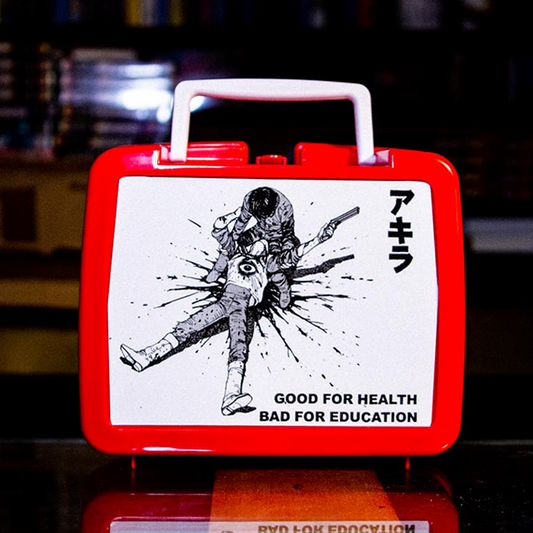 アキラ
GOOD FOR HEALTH
BAD FOR EDUCATION